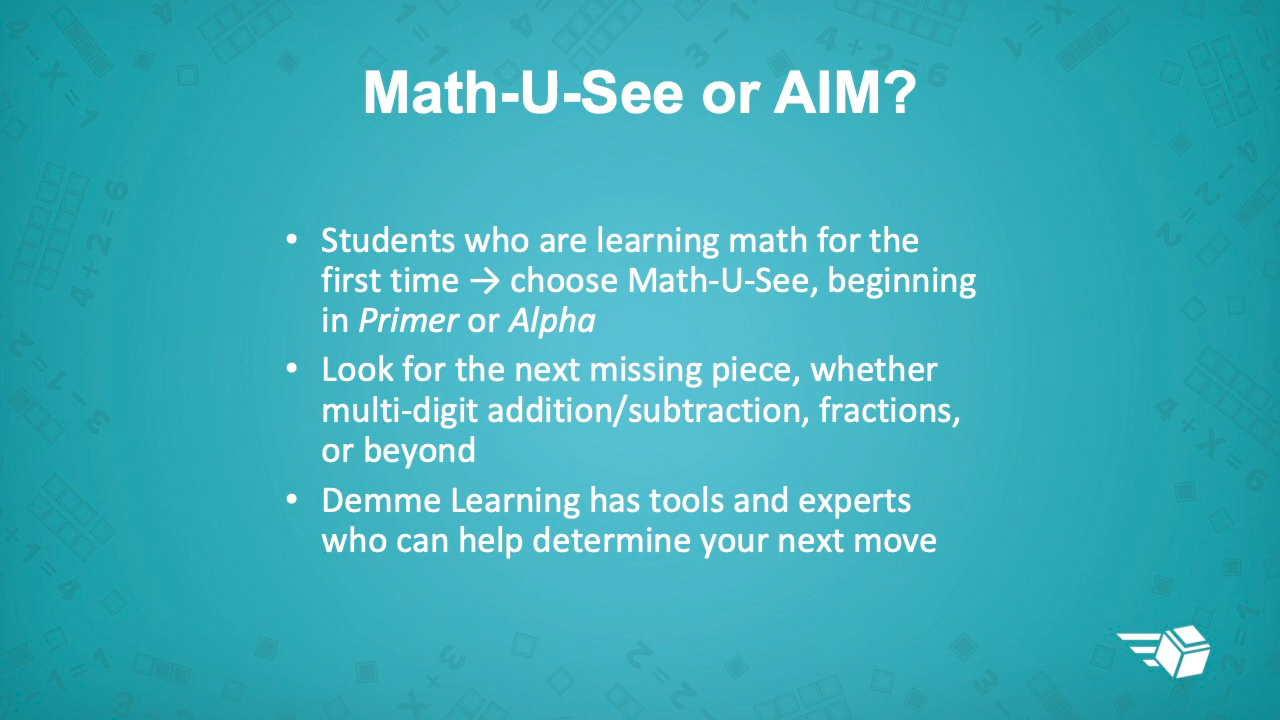 Math-U-See or AIM?
• Students who are learning math for the
first time → choose Math-U-See, beginning
in Primer or Alpha
• Look for the next missing piece, whether
multi-digit addition/subtraction, fractions,
or beyond
• Demme Learning has tools and experts
who can help determine your next move